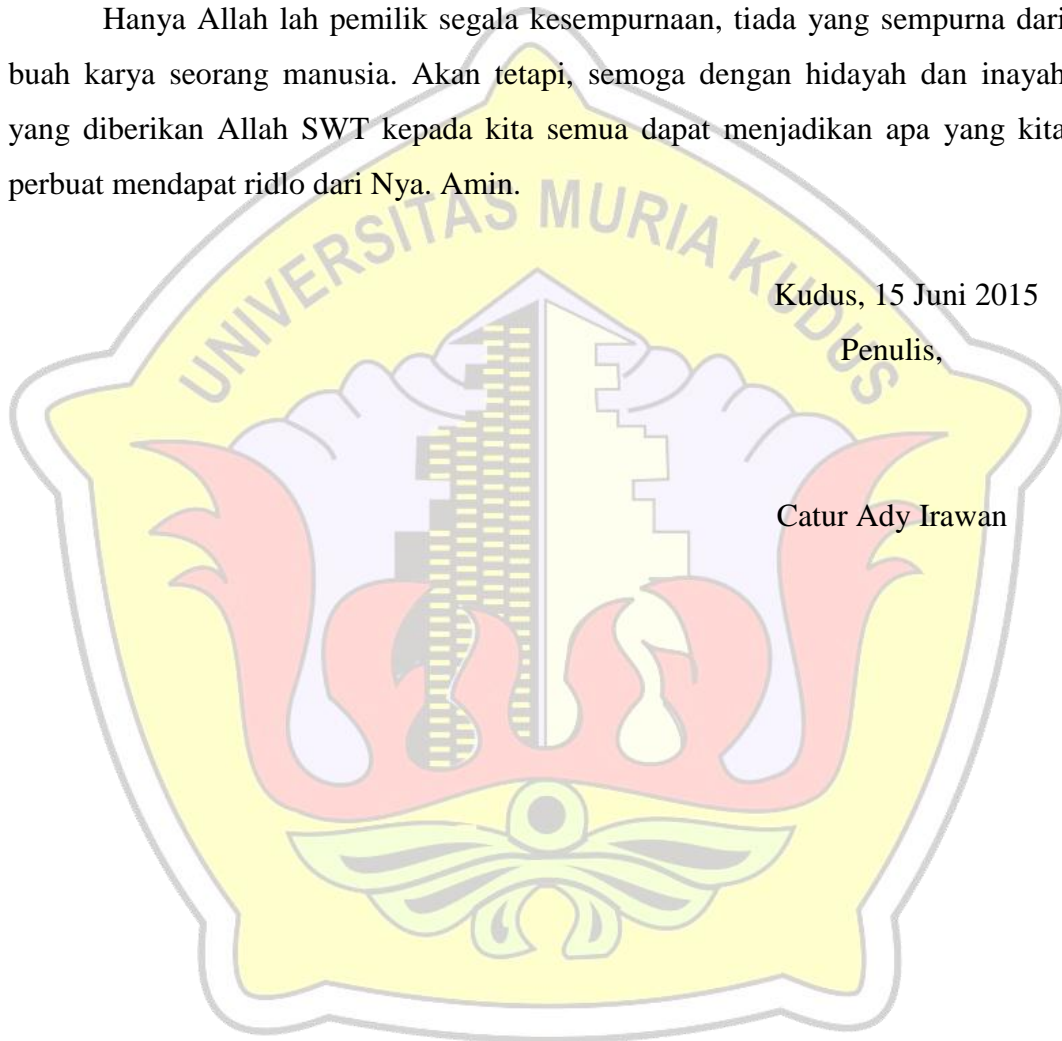 Hanya Allah lah pemilik segala kesempurnaan, tiada yang sempurna dari
buah karya seorang manusia. Akan tetapi, semoga dengan hidayah dan inayah
yang diberikan Allah SWT kepada kita semua dapat menjadikan apa yang kita
perbuat mendapat ridlo dari Nya. Amin.
UNIVERSITAS MURIA KUDUS
Kudus, 15 Juni 2015
Penulis,
Catur Ady Irawan